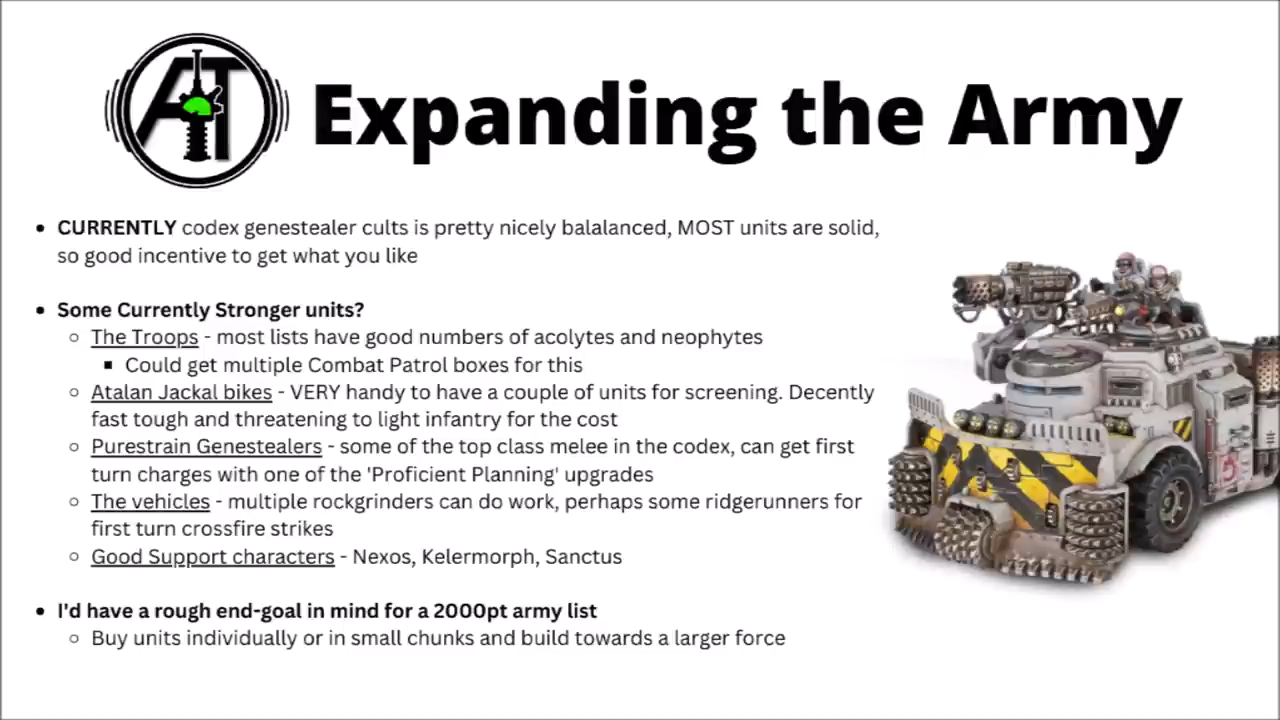 AT
Expanding the Army
• CURRENTLY codex genestealer cults is pretty nicely balalanced, MOST units are solid,
so good incentive to get what you like
• Some Currently Stronger units?
○ The Troops - most lists have good numbers of acolytes and neophytes
▪ Could get multiple Combat Patrol boxes for this
○ Atalan Jackal bikes - VERY handy to have a couple of units for screening. Decently
fast tough and threatening to light infantry for the cost
○ Purestrain Genestealers - some of the top class melee in the codex, can get first
turn charges with one of the 'Proficient Planning' upgrades
○ The vehicles - multiple rockgrinders can do work, perhaps some ridgerunners for
first turn crossfire strikes
○ Good Support characters - Nexos, Kelermorph, Sanctus
• I'd have a rough end-goal in mind for a 2000pt army list
○ Buy units individually or in small chunks and build towards a larger force